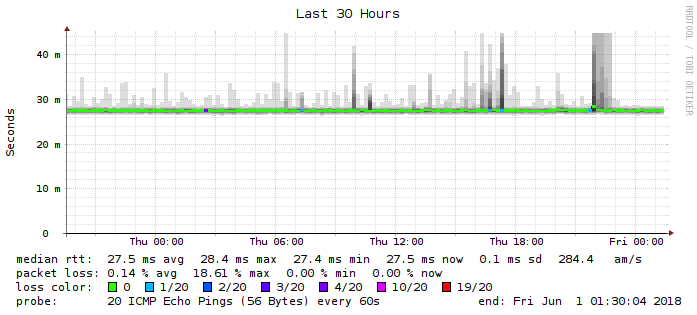 Last 30 Hours
RRDTOOL / TOBI OETIKER
Seconds
40 m
30 m
20 m
10 m
0
Thu 00:00 Thu 06:00 Thu 12:00 Thu 18:00 Fri 00:00
median rtt: 27.5 ms avg 28.4 ms max 27.4 ms min 27.5 ms now 0.1 ms sd 284.4 am/s
packet loss: 0.14 % avg 18.61 % max 0.00 % min 0.00 % now
loss color: 0 1/20 2/20 3/20 4/20 10/20 19/20
probe: 20 ICMP Echo Pings (56 Bytes) every 60s end: Fri Jun 1 01:30:04 2018